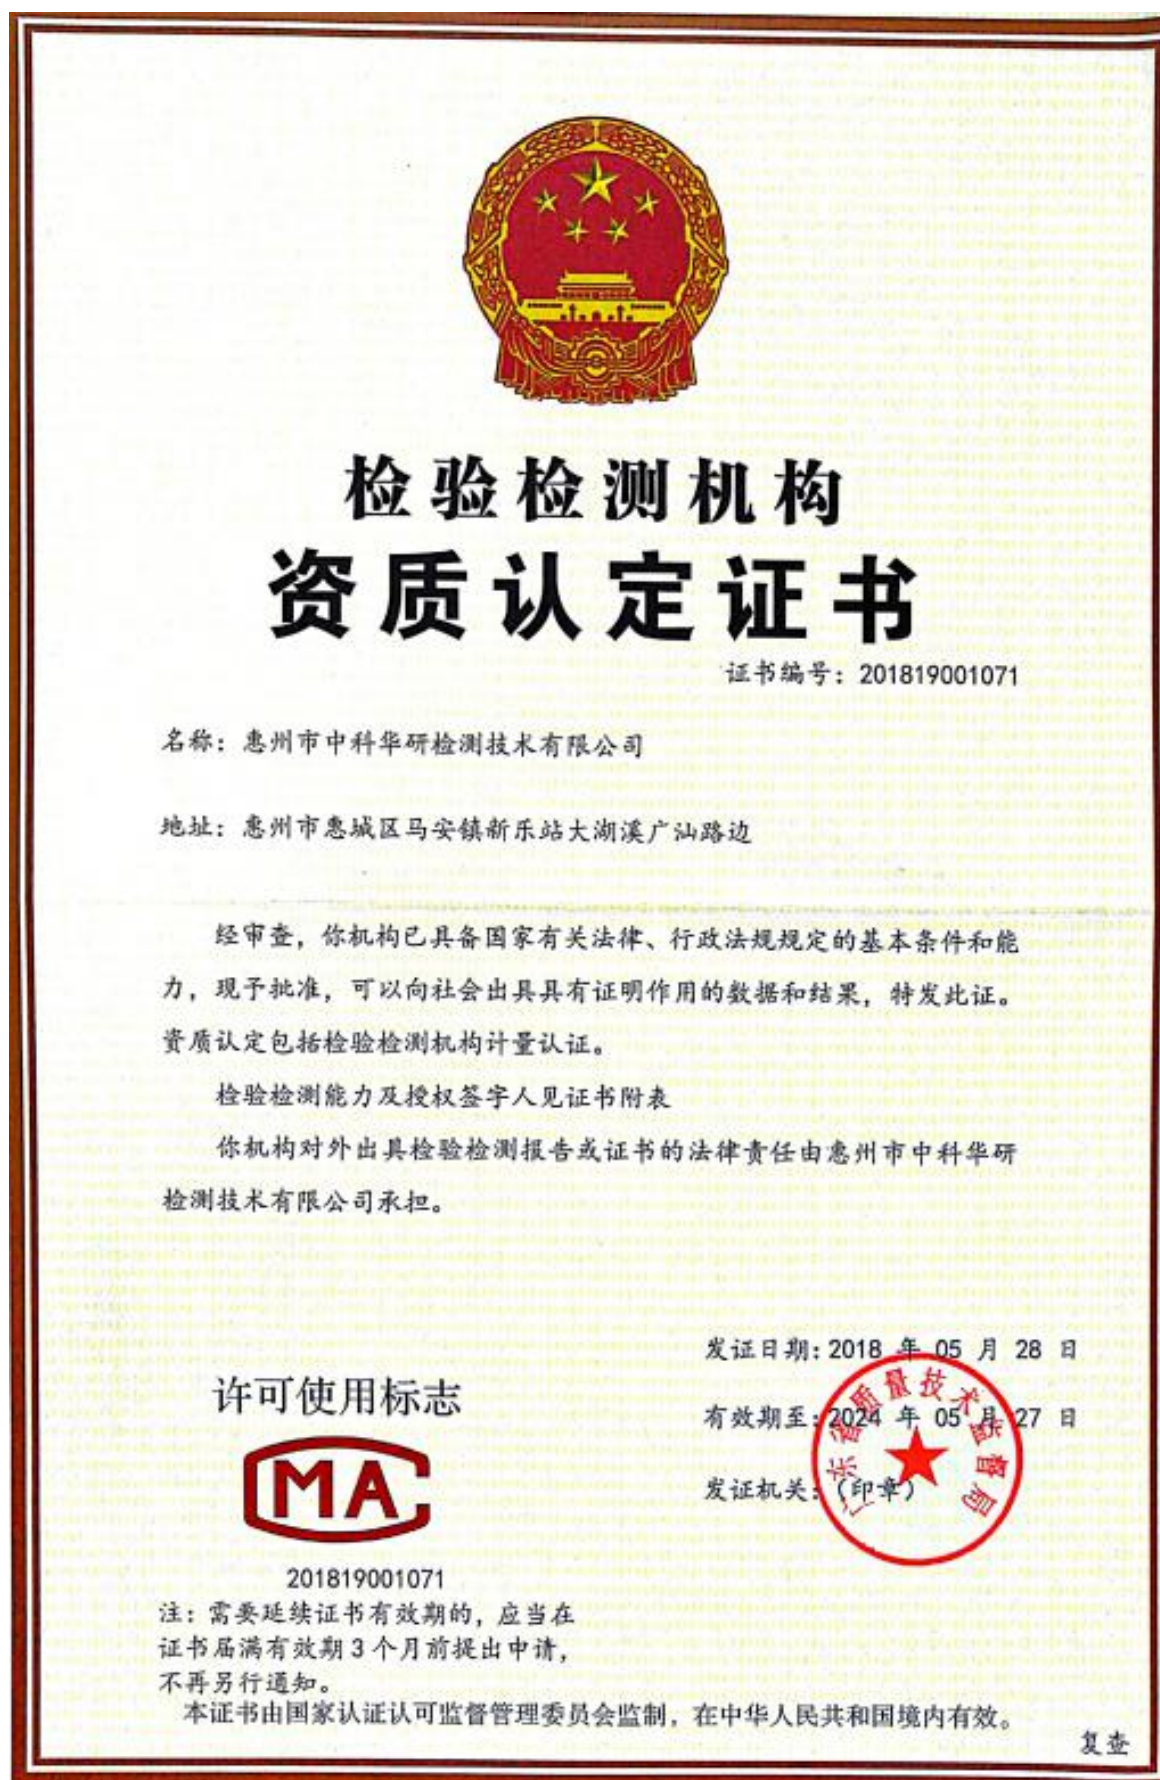 检验检测机构
资质认定证书
证书编号：201819001071
名称：惠州市中科华研检测技术有限公司
地址：惠州市惠城区马安镇新乐站大湖溪广汕路边
经审查，你机构已具备国家有关法律、行政法规规定的基本条件和能
力，现予批准，可以向社会出具具有证明作用的数据和结果，特发此证。
资质认定包括检验检测机构计量认证。
检验检测能力及授权签字人见证书附表
你机构对外出具检验检测报告或证书的法律责任由惠州市中科华研
检测技术有限公司承担。
许可使用标志
MA
201819001071
注：需要延续证书有效期的，应当在
证书届满有效期3个月前提出申请，
不再另行通知。
发证日期：2018 年 05 月 28 日
有效期至：2024 年 05 月 27 日
发证机关：（印章）
广东省质量技术监督局
本证书由国家认证认可监督管理委员会监制，在中华人民共和国境内有效。
复查